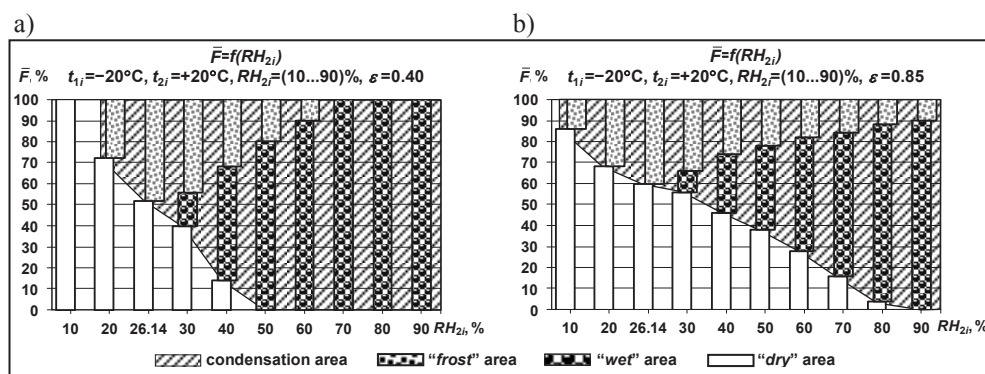 a)
b)
F̄=f(RH2i)
F̄, % t1i=−20°C, t2i=+20°C, RH2i=(10...90)%, ε=0.40
100
90
80
70
60
50
40
30
20
10
0
10 20 26.14 30 40 50 60 70 80 90 RH2i, %
F̄=f(RH2i)
F̄, % t1i=−20°C, t2i=+20°C, RH2i=(10...90)%, ε=0.85
100
90
80
70
60
50
40
30
20
10
0
10 20 26.14 30 40 50 60 70 80 90 RH2i, %
condensation area "frost" area "wet" area "dry" area